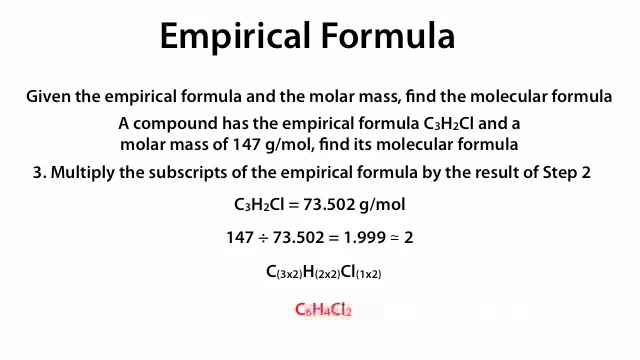 Empirical Formula
Given the empirical formula and the molar mass, find the molecular formula
A compound has the empirical formula C₃H₂Cl and a
molar mass of 147 g/mol, find its molecular formula
3. Multiply the subscripts of the empirical formula by the result of Step 2
C₃H₂Cl = 73.502 g/mol
147 ÷ 73.502 = 1.999 ≃ 2
C₍₃ₓ₂₎H₍₂ₓ₂₎Cl₍₁ₓ₂₎
C₆H₄Cl₂